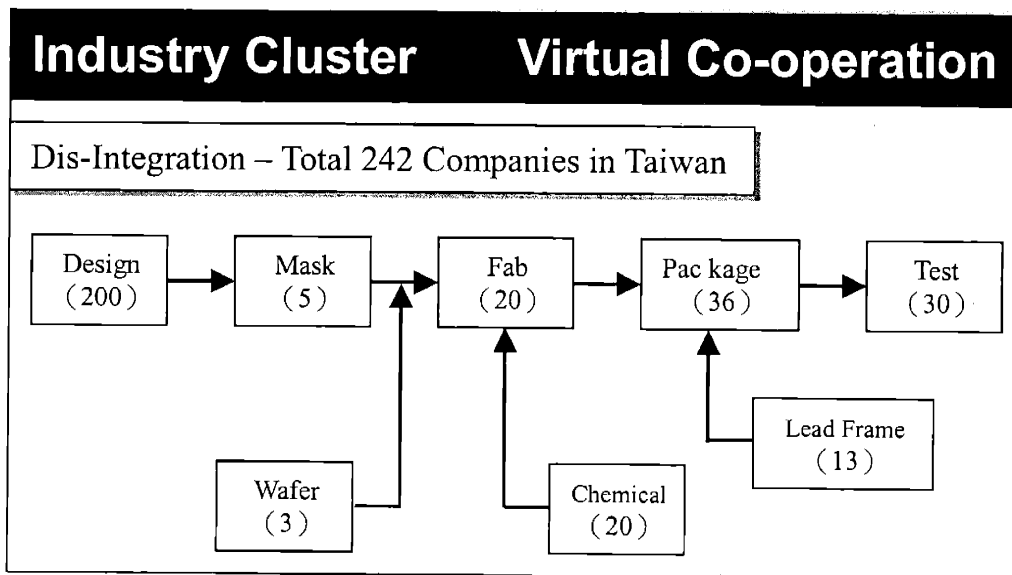 Industry Cluster Virtual Co-operation
Dis-Integration – Total 242 Companies in Taiwan
Design
(200)
Mask
(5)
Fab
(20)
Pac kage
(36)
Test
(30)
Lead Frame
(13)
Wafer
(3)
Chemical
(20)